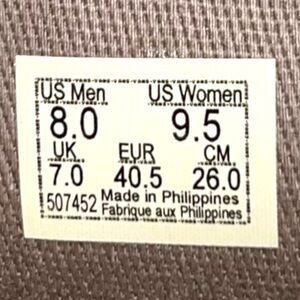 US Men US Women
8.0 9.5
UK EUR CM
7.0 40.5 26.0
507452 Made in Philippines
Fabrique aux Philippines